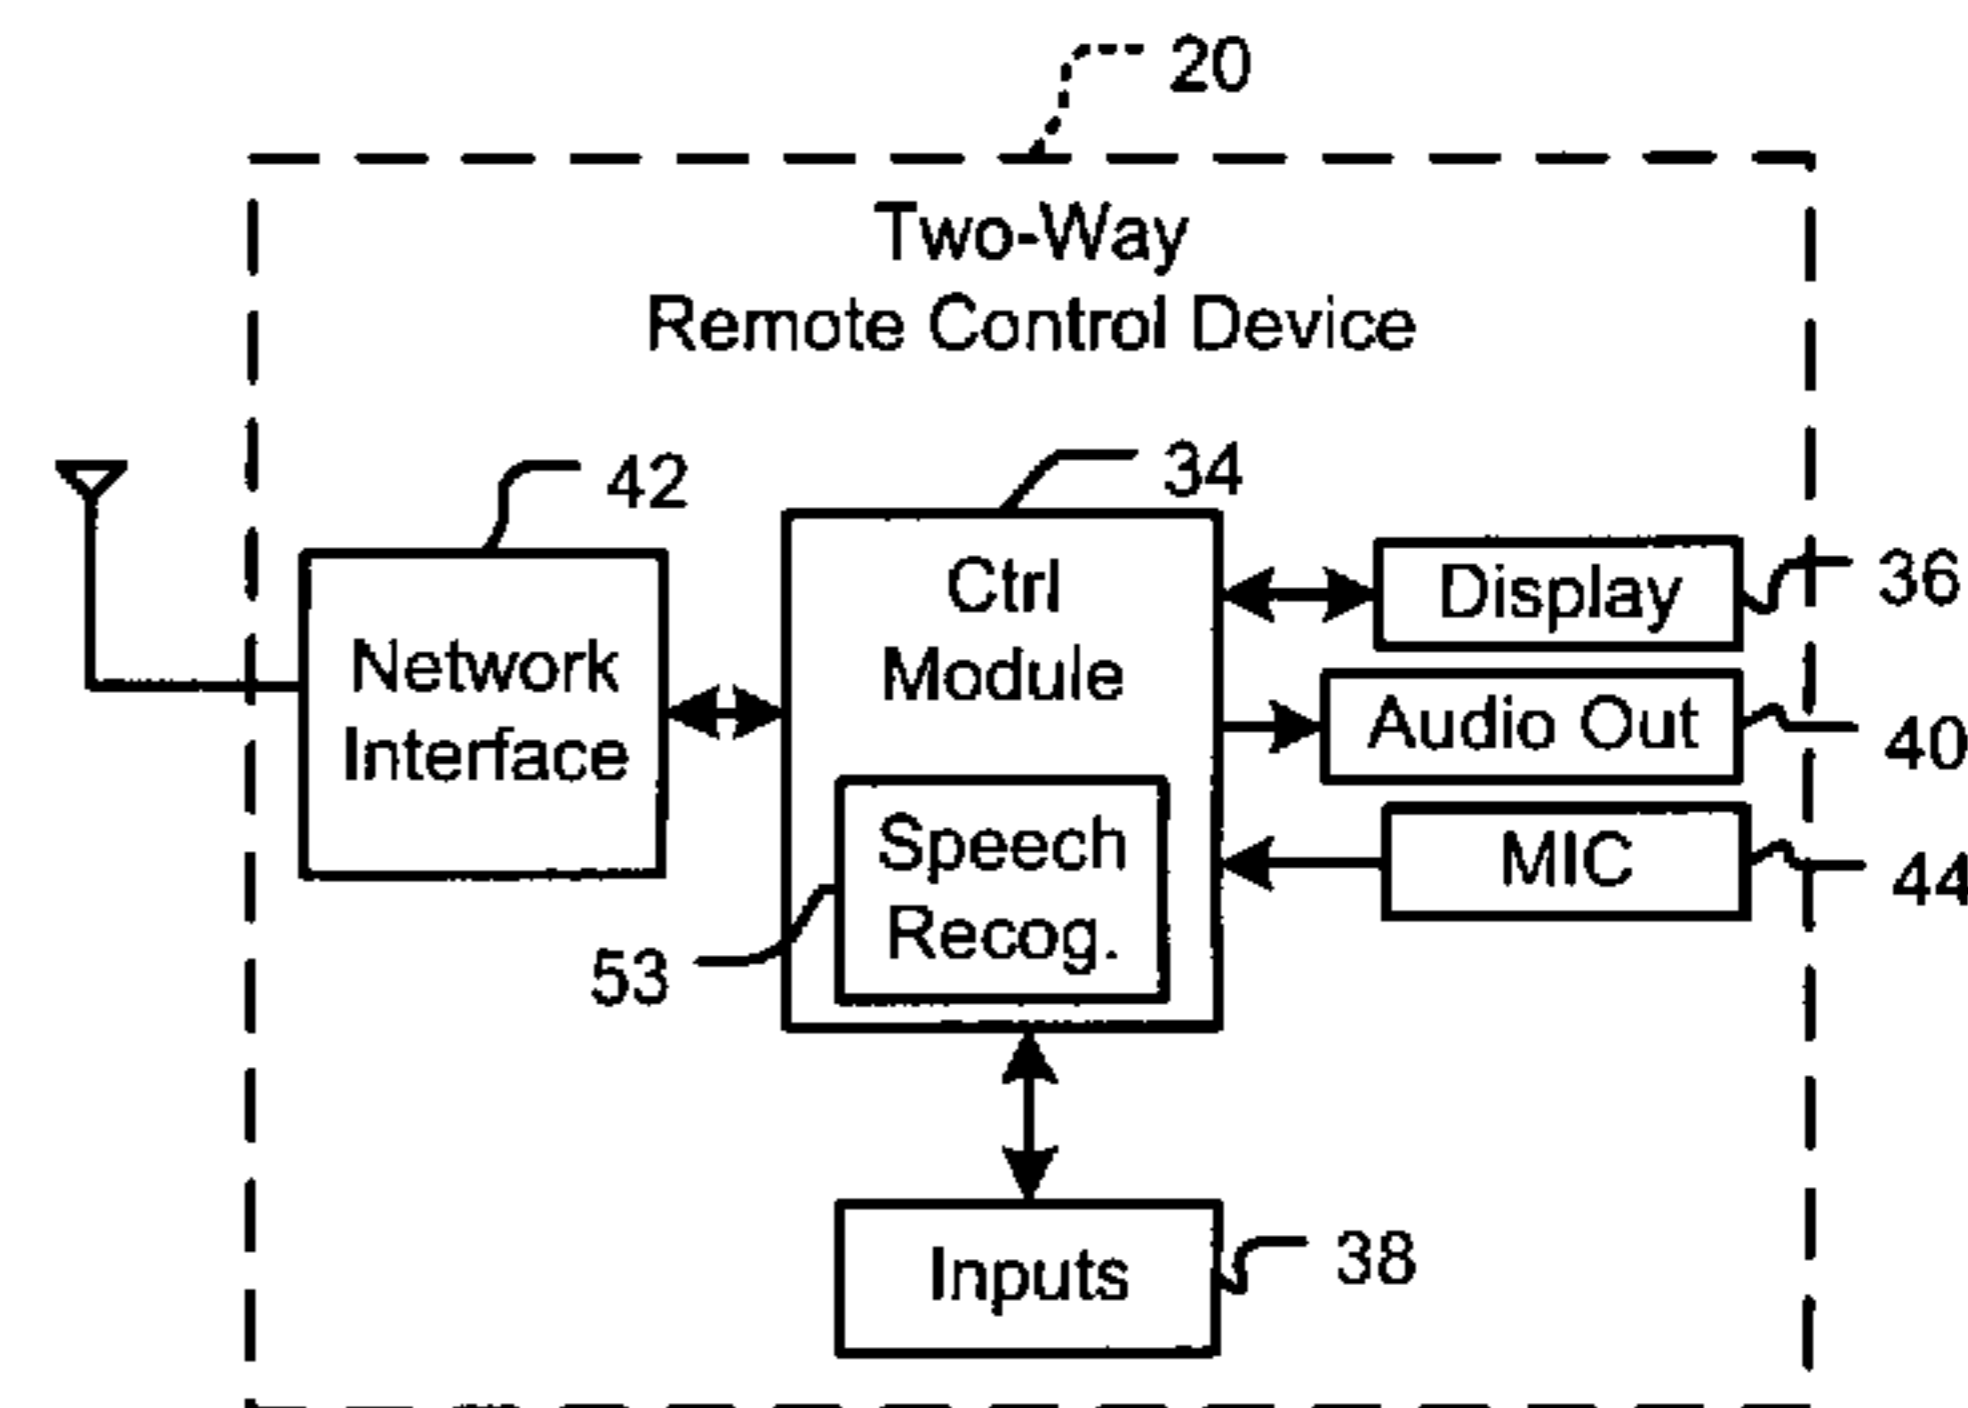 20
Two-Way
Remote Control Device
42
34
Network
Interface
Ctrl
Module
Speech
Recog.
53
Display
36
Audio Out
40
MIC
44
Inputs
38